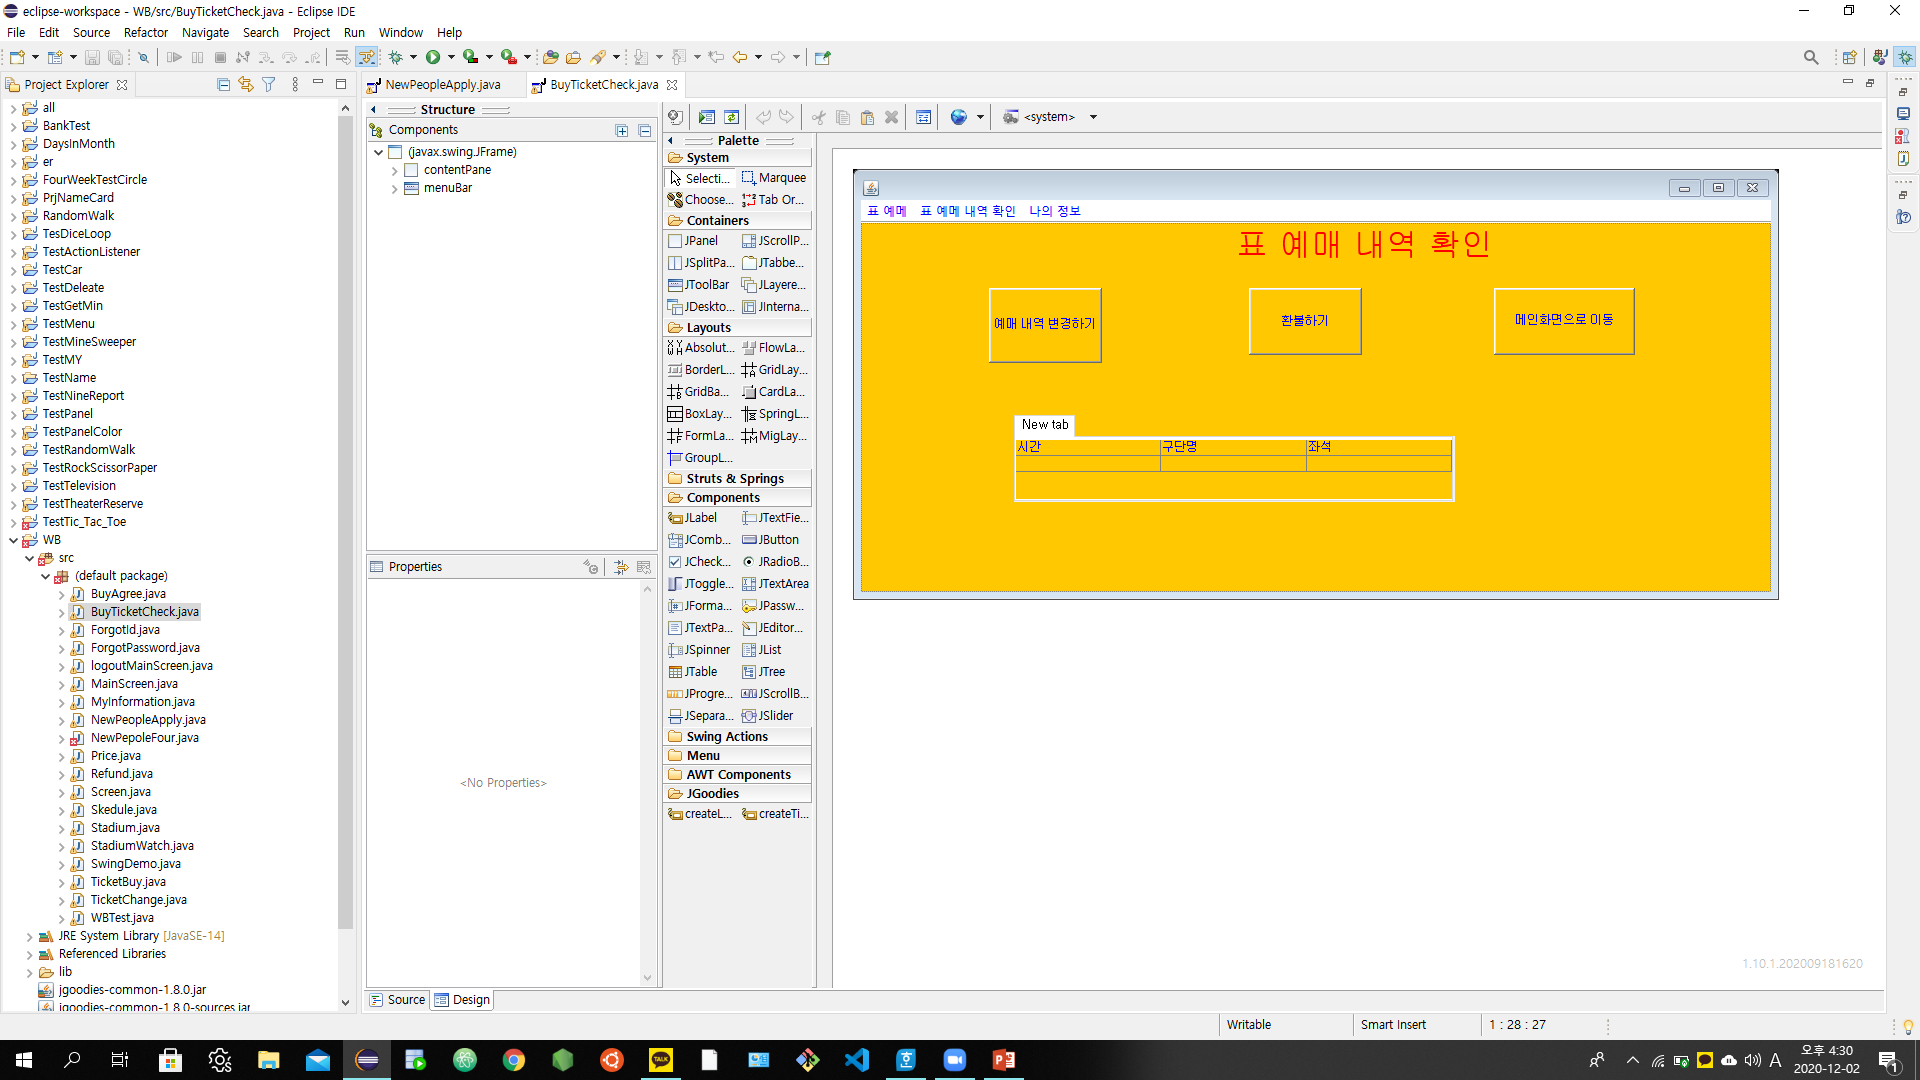 eclipse-workspace - WB/src/BuyTicketCheck.java - Eclipse IDE
File Edit Source Refactor Navigate Search Project Run Window Help
Project Explorer
all
BankTest
DaysInMonth
er
FourWeekTestCircle
PrjNameCard
RandomWalk
TesDiceLoop
TestActionListener
TestCar
TestDeleate
TestGetMin
TestMenu
TestMineSweeper
TestMY
TestName
TestNineReport
TestPanel
TestPanelColor
TestRandomWalk
TestRockScissorPaper
TestTelevision
TestTheaterReserve
TestTic_Tac_Toe
WB
src
(default package)
BuyAgree.java
BuyTicketCheck.java
ForgotId.java
ForgotPassword.java
logoutMainScreen.java
MainScreen.java
MyInformation.java
NewPeopleApply.java
NewPepoleFour.java
Price.java
Refund.java
Screen.java
Skedule.java
Stadium.java
StadiumWatch.java
SwingDemo.java
TicketBuy.java
TicketChange.java
WBTest.java
JRE System Library [JavaSE-14]
Referenced Libraries
lib
jgoodies-common-1.8.0.jar
jgoodies-common-1.8.0-sources.jar
NewPeopleApply.java
BuyTicketCheck.java
Structure
Components
(javax.swing.JFrame)
contentPane
menuBar
Properties
<No Properties>
Source
Design
<system>
Palette
System
Selecti... Marquee
Choose... Tab Or...
Containers
JPanel JScrollP...
JSplitPa... JTabbe...
JToolBar JLayere...
JDeskto... JInterna...
Layouts
Absolut... FlowLa...
BorderL... GridLay...
GridBa... CardLa...
BoxLay... SpringL...
FormLa... MigLay...
GroupL...
Struts & Springs
Components
JLabel JTextFie...
JComb... JButton
JCheck... JRadioB...
JToggle... JTextArea
JForma... JPassw...
JTextPa... JEditor...
JSpinner JList
JTable JTree
JProgre... JScrollB...
JSepara... JSlider
Swing Actions
Menu
AWT Components
JGoodies
createL... createTi...
표 예메 표 예메 내역 확인 나의 정보
표 예매 내역 확인
예매 내역 변경하기
환불하기
메인화면으로 이동
New tab
시간 구단명 좌석
1.10.1.202009181620
Writable
Smart Insert
1 : 28 : 27
TALK
A
오후 4:30
2020-12-02
1